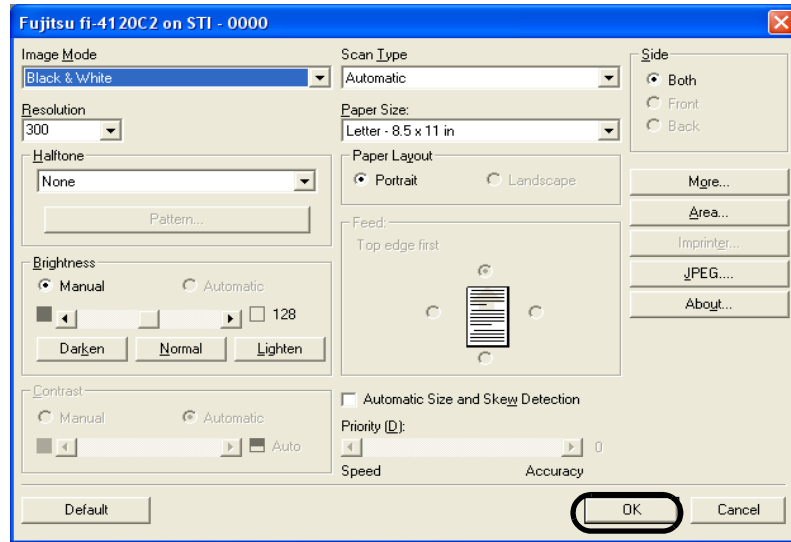 Fujitsu fi-4120C2 on STI - 0000
Image Mode
Black & White
Scan Type
Automatic
Side
Both
Front
Back
Resolution
300
Paper Size:
Letter - 8.5 x 11 in
Halftone
None
Pattern...
Paper Layout
Portrait Landscape
More...
Area...
Imprinter...
JPEG....
About...
Feed:
Top edge first
Brightness
Manual Automatic
128
Darken Normal Lighten
Contrast
Manual Automatic
Auto
Automatic Size and Skew Detection
Priority (D):
0
Speed Accuracy
Default OK Cancel